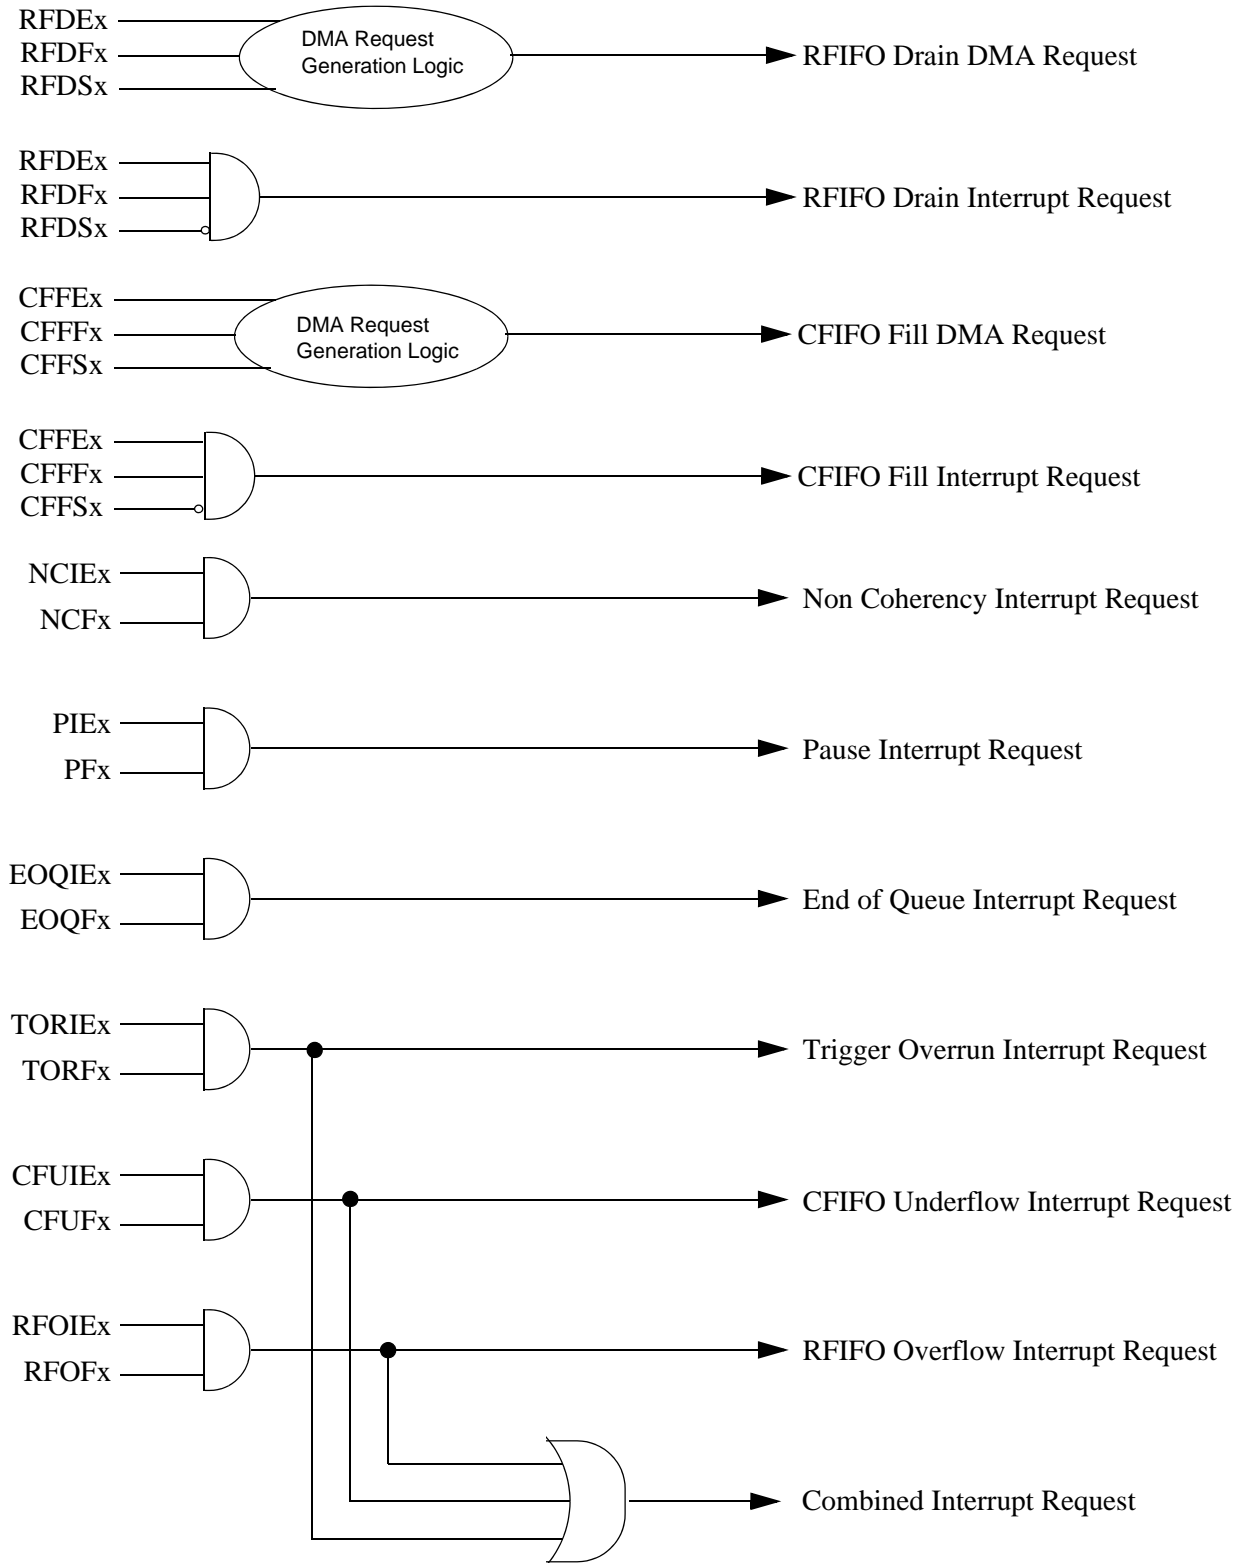 RFDEx
RFDFx
RFDSx
DMA Request
Generation Logic
RFIFO Drain DMA Request
RFDEx
RFDFx
RFDSx
RFIFO Drain Interrupt Request
CFFEx
CFFFx
CFFSx
DMA Request
Generation Logic
CFIFO Fill DMA Request
CFFEx
CFFFx
CFFSx
CFIFO Fill Interrupt Request
NCIEx
NCFx
Non Coherency Interrupt Request
PIEx
PFx
Pause Interrupt Request
EOQIEx
EOQFx
End of Queue Interrupt Request
TORIEx
TORFx
Trigger Overrun Interrupt Request
CFUIEx
CFUFx
CFIFO Underflow Interrupt Request
RFOIEx
RFOFx
RFIFO Overflow Interrupt Request
Combined Interrupt Request